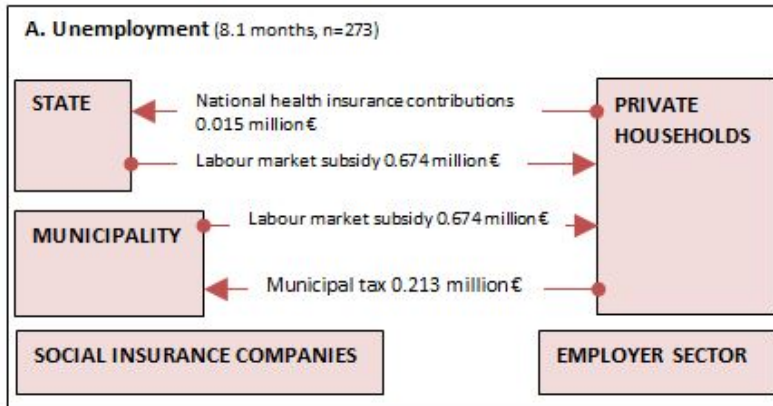 A. Unemployment (8.1 months, n=273)
STATE
National health insurance contributions
0.015 million €
PRIVATE
HOUSEHOLDS
Labour market subsidy 0.674 million €
MUNICIPALITY
Labour market subsidy 0.674 million €
Municipal tax 0.213 million €
SOCIAL INSURANCE COMPANIES
EMPLOYER SECTOR